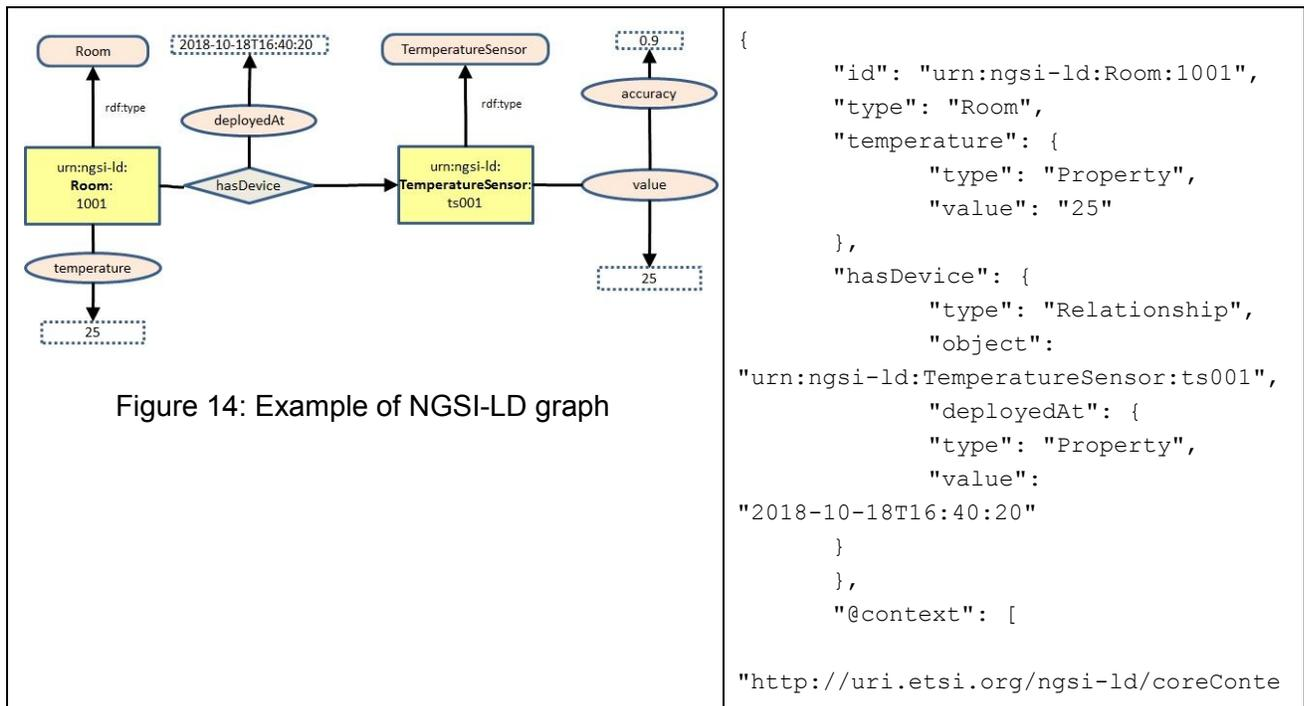 Room
2018-10-18T16:40:20
TermperatureSensor
0.9
rdf:type
deployedAt
rdf:type
accuracy
urn:ngsi-ld:
Room:
1001
hasDevice
urn:ngsi-ld:
TemperatureSensor:
ts001
value
temperature
25
25
Figure 14: Example of NGSI-LD graph
{
"id": "urn:ngsi-ld:Room:1001",
"type": "Room",
"temperature": {
"type": "Property",
"value": "25"
},
"hasDevice": {
"type": "Relationship",
"object":
"urn:ngsi-ld:TemperatureSensor:ts001",
"deployedAt": {
"type": "Property",
"value":
"2018-10-18T16:40:20"
}
},
"@context": [
"http://uri.etsi.org/ngsi-ld/coreConte